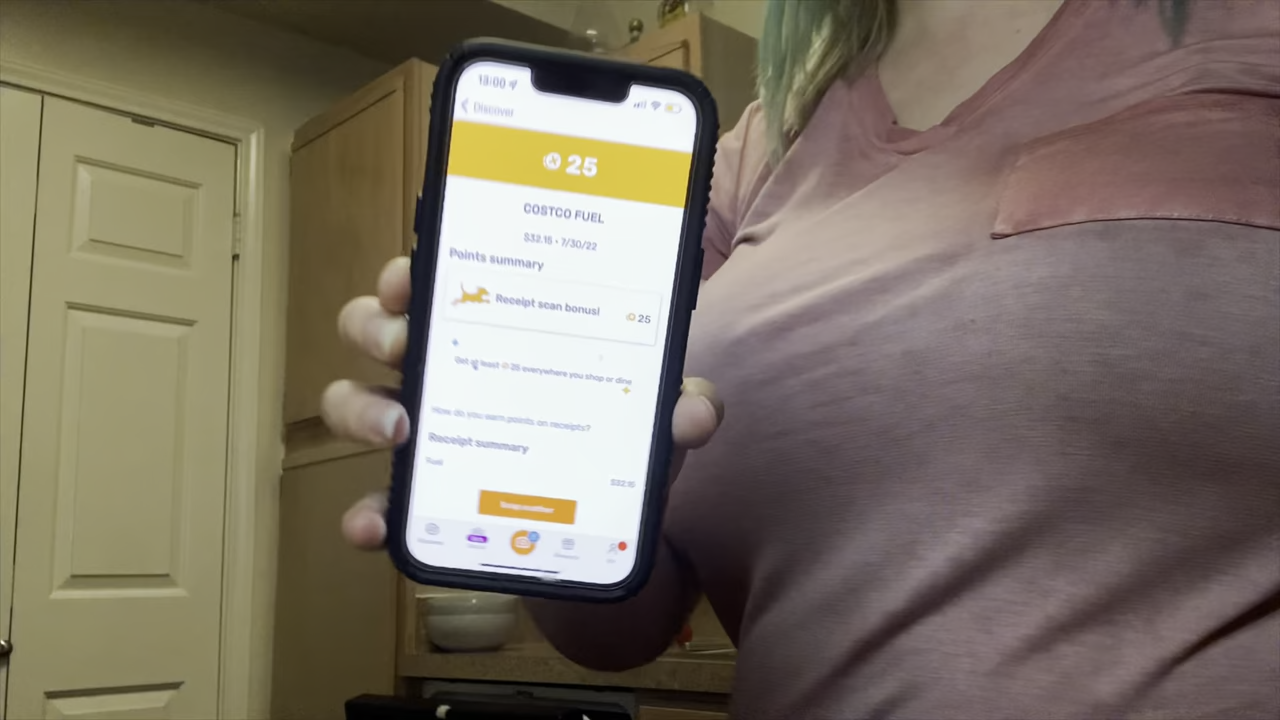 13:00
Discover
25
COSTCO FUEL
$32.15 • 7/30/22
Points summary
Receipt scan bonus!
25
Get at least 25 everywhere you shop or dine
How do you earn points on receipts?
Receipt summary
Fuel
$32.15